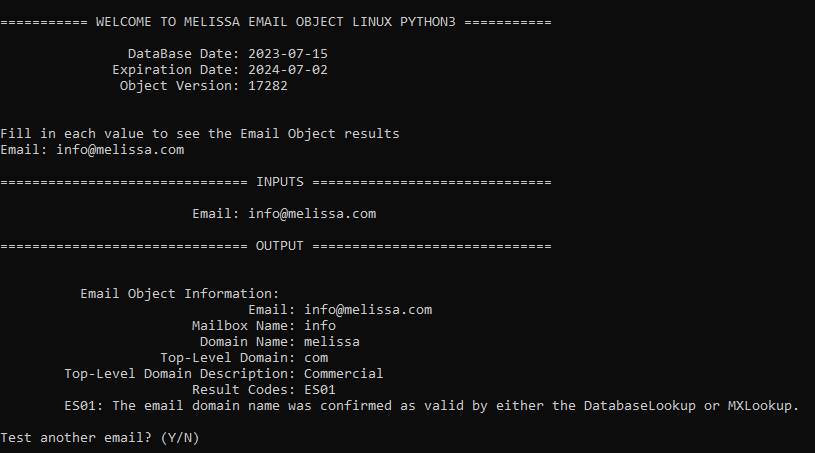 =========== WELCOME TO MELISSA EMAIL OBJECT LINUX PYTHON3 ===========
DataBase Date: 2023-07-15
Expiration Date: 2024-07-02
Object Version: 17282
Fill in each value to see the Email Object results
Email: info@melissa.com
=============================== INPUTS ==============================
Email: info@melissa.com
=============================== OUTPUT ==============================
Email Object Information:
Email: info@melissa.com
Mailbox Name: info
Domain Name: melissa
Top-Level Domain: com
Top-Level Domain Description: Commercial
Result Codes: ES01
ES01: The email domain name was confirmed as valid by either the DatabaseLookup or MXLookup.
Test another email? (Y/N)